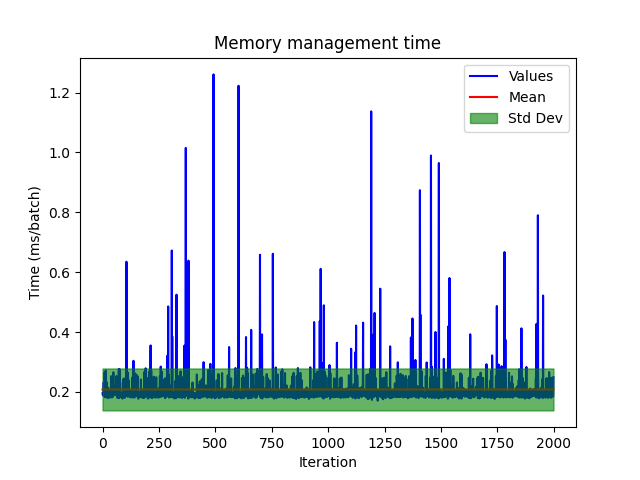 Memory management time
Values
Mean
Std Dev
1.2
1.0
0.8
0.6
0.4
0.2
Time (ms/batch)
0
250
500
750
1000
1250
1500
1750
2000
Iteration